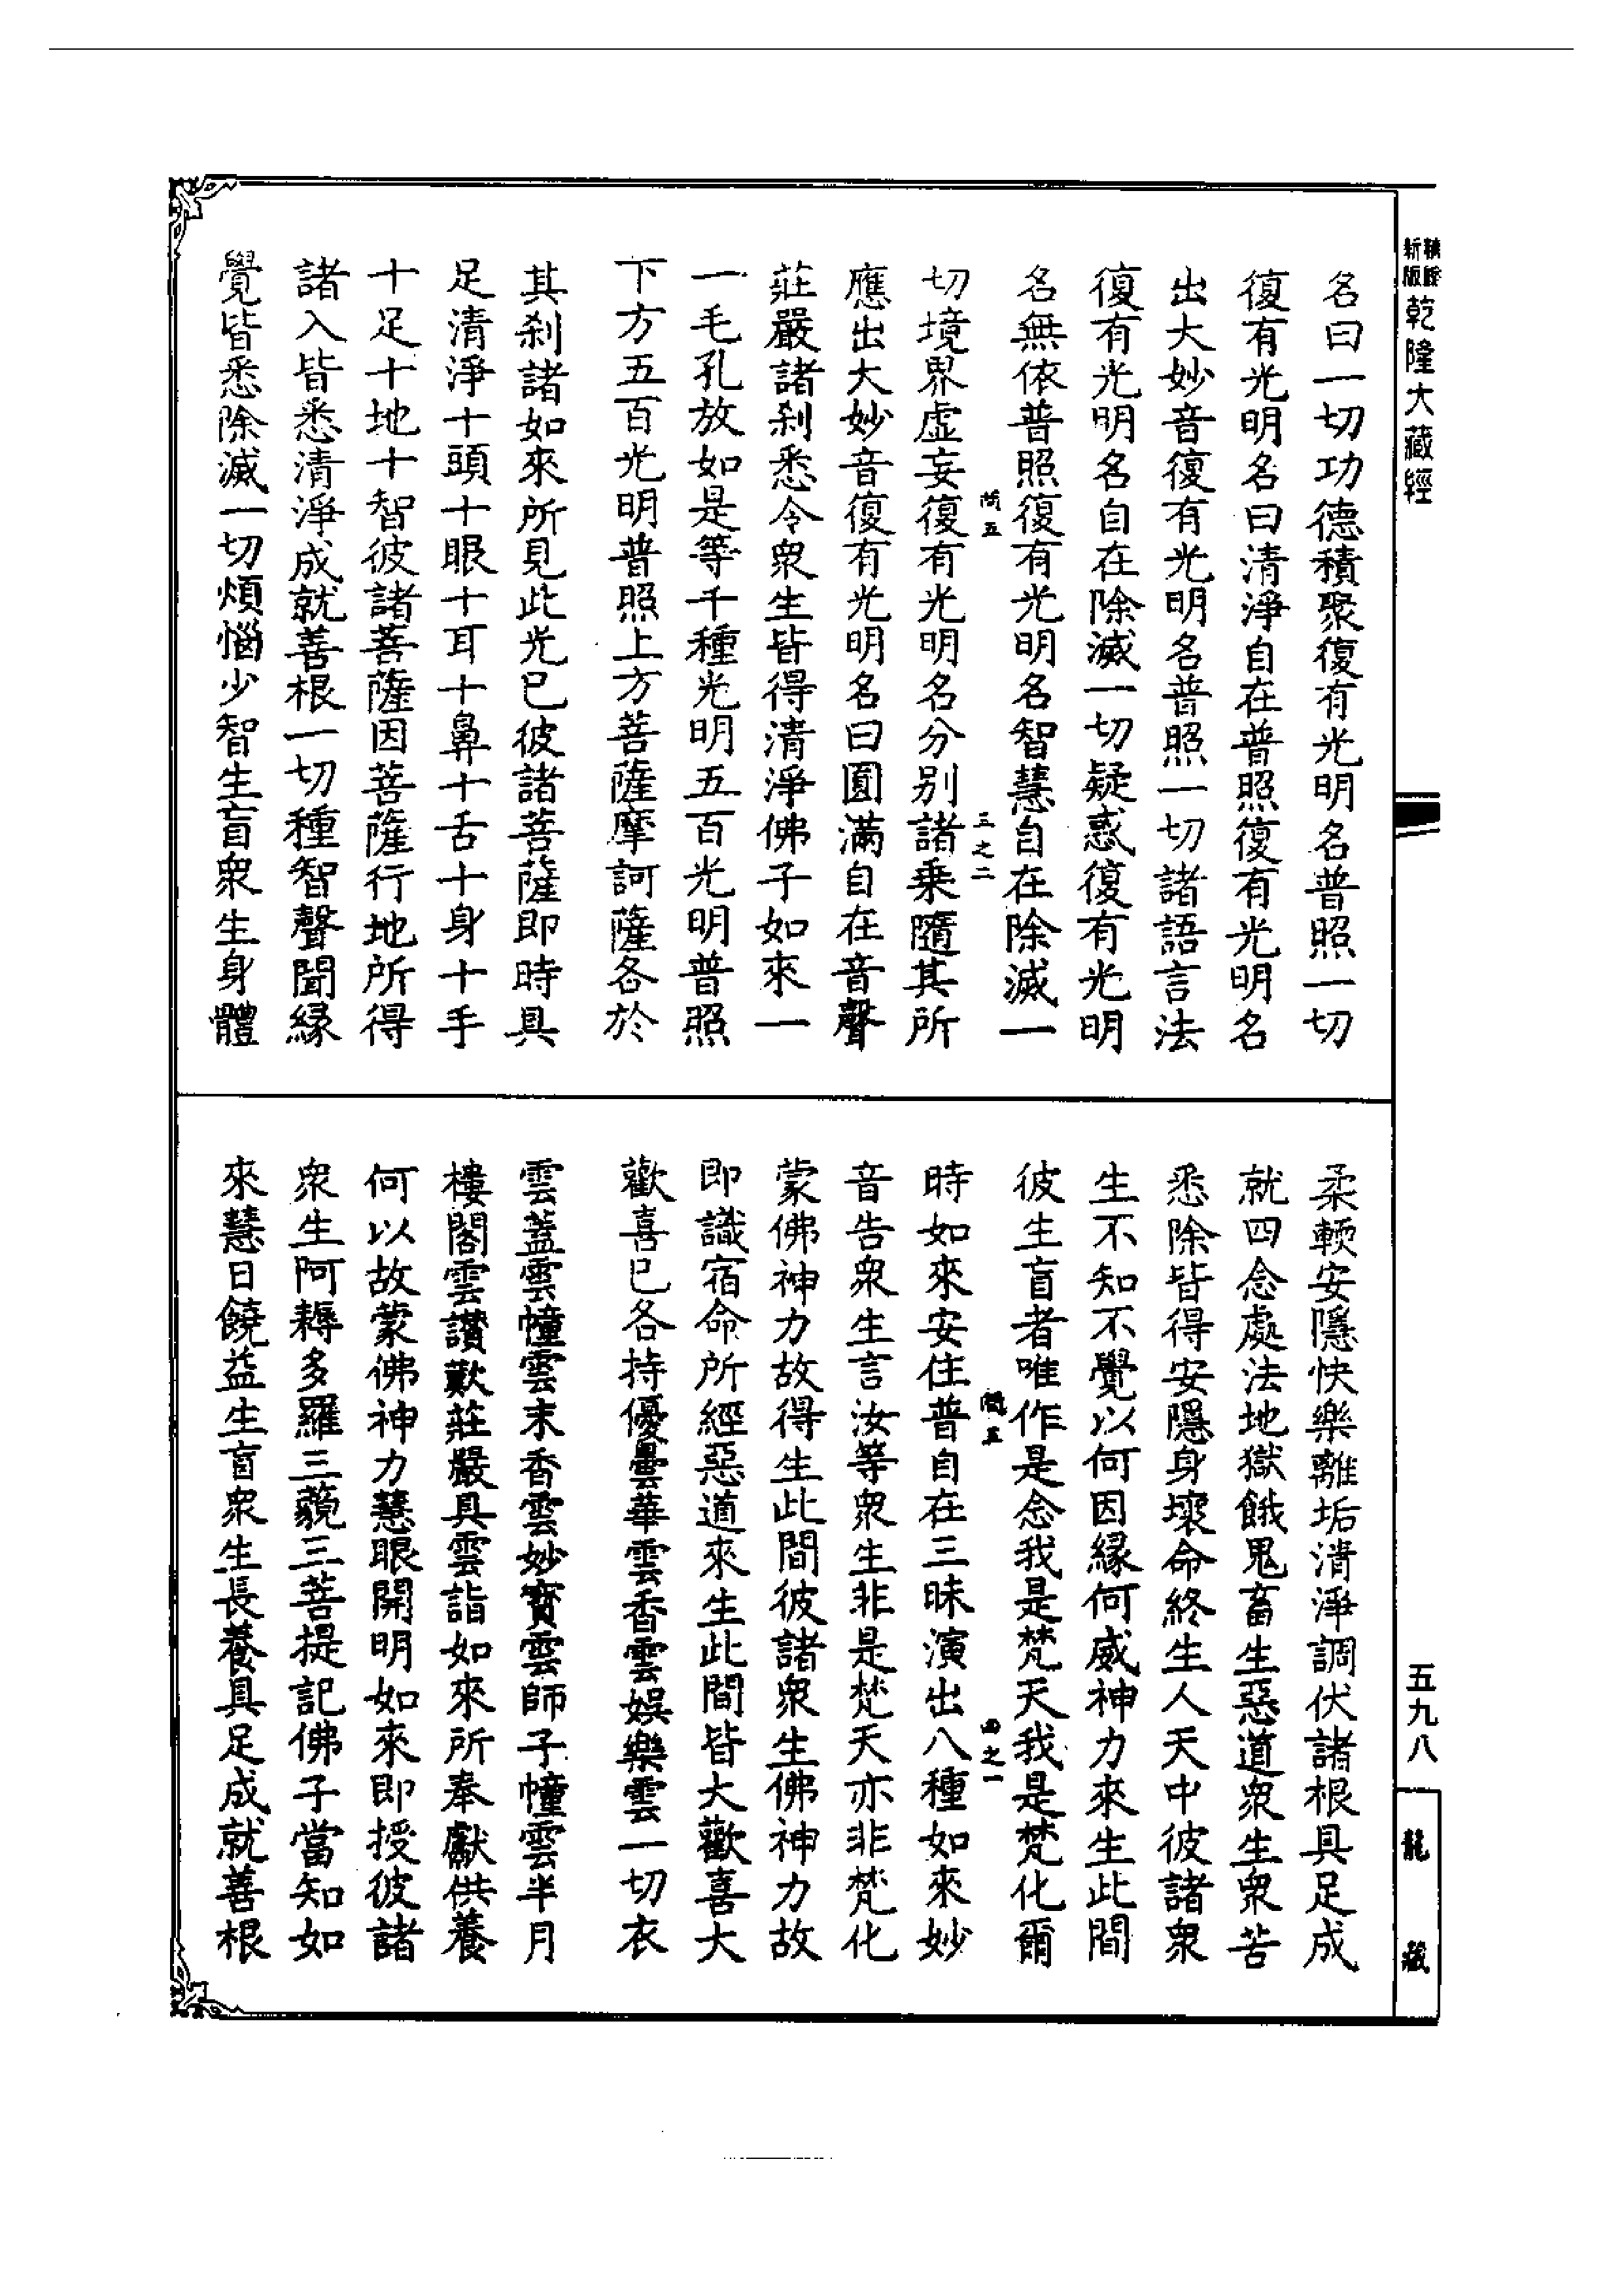 新版
乾隆大藏經
五九八
龍藏
名曰一切功德積聚復有光明名普照一切
復有光明名曰清淨自在普照復有光明名
出大妙音復有光明名普照一切諸語言法
復有光明名自在除滅一切疑惑復有光明
名無依普照復有光明名智慧自在除滅一
三之二
切境界虛妄復有光明名分別諸乘隨其所
應出大妙音復有光明名曰圓滿自在音聲
莊嚴諸刹悉令衆生皆得清淨佛子如來一
一毛孔放如是等千種光明五百光明普照
下方五百光明普照上方菩薩摩訶薩各於
其刹諸如來所見此光已彼諸菩薩即時具
足清淨十頭十眼十耳十鼻十舌十身十手
十足十地十智彼諸菩薩因菩薩行地所得
諸入皆悉清淨成就善根一切種智聲聞緣
覺皆悉除滅一切煩惱少智生盲衆生身體
柔輭安隱快樂離垢清淨調伏諸根具足成
就四念處法地獄餓鬼畜生惡道衆生衆苦
悉除皆得安隱身壞命終生人天中彼諸衆
生不知不覺以何因緣何威神力來生此間
彼生盲者唯作是念我是梵天我是梵化爾
四之一
時如來安住普自在三昧演出八種如來妙
音告衆生言汝等衆生非是梵天亦非梵化
蒙佛神力故得生此間彼諸衆生佛神力故
即識宿命所經惡道來生此間皆大歡喜大
歡喜已各持優曇華雲香雲娛樂雲一切衣
雲蓋雲幢雲末香雲妙寶雲師子幢雲半月
樓閣雲讃歎莊嚴具雲詣如來所奉獻供養
何以故蒙佛神力慧眼開明如來即授彼諸
衆生阿耨多羅三藐三菩提記佛子當知如
來慧日饒益生盲衆生長養具足成就善根